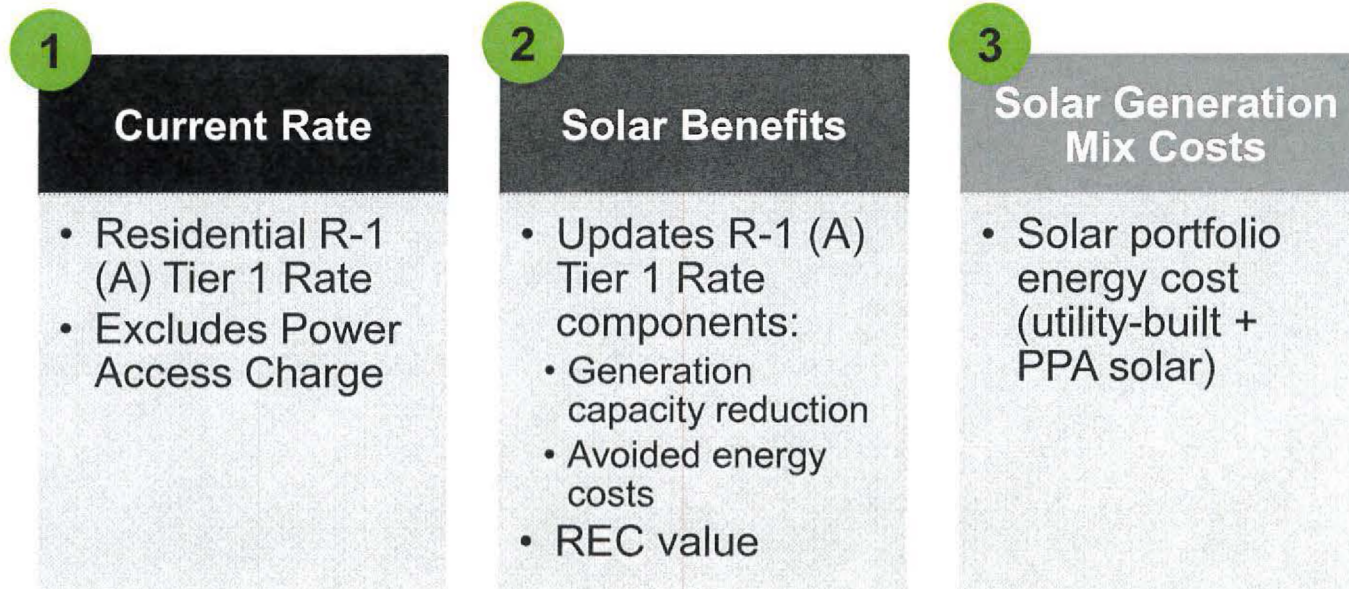 1
Current Rate
• Residential R-1
(A) Tier 1 Rate
• Excludes Power
Access Charge
2
Solar Benefits
• Updates R-1 (A)
Tier 1 Rate
components:
• Generation
capacity reduction
• Avoided energy
costs
• REC value
3
Solar Generation
Mix Costs
• Solar portfolio
energy cost
(utility-built +
PPA solar)